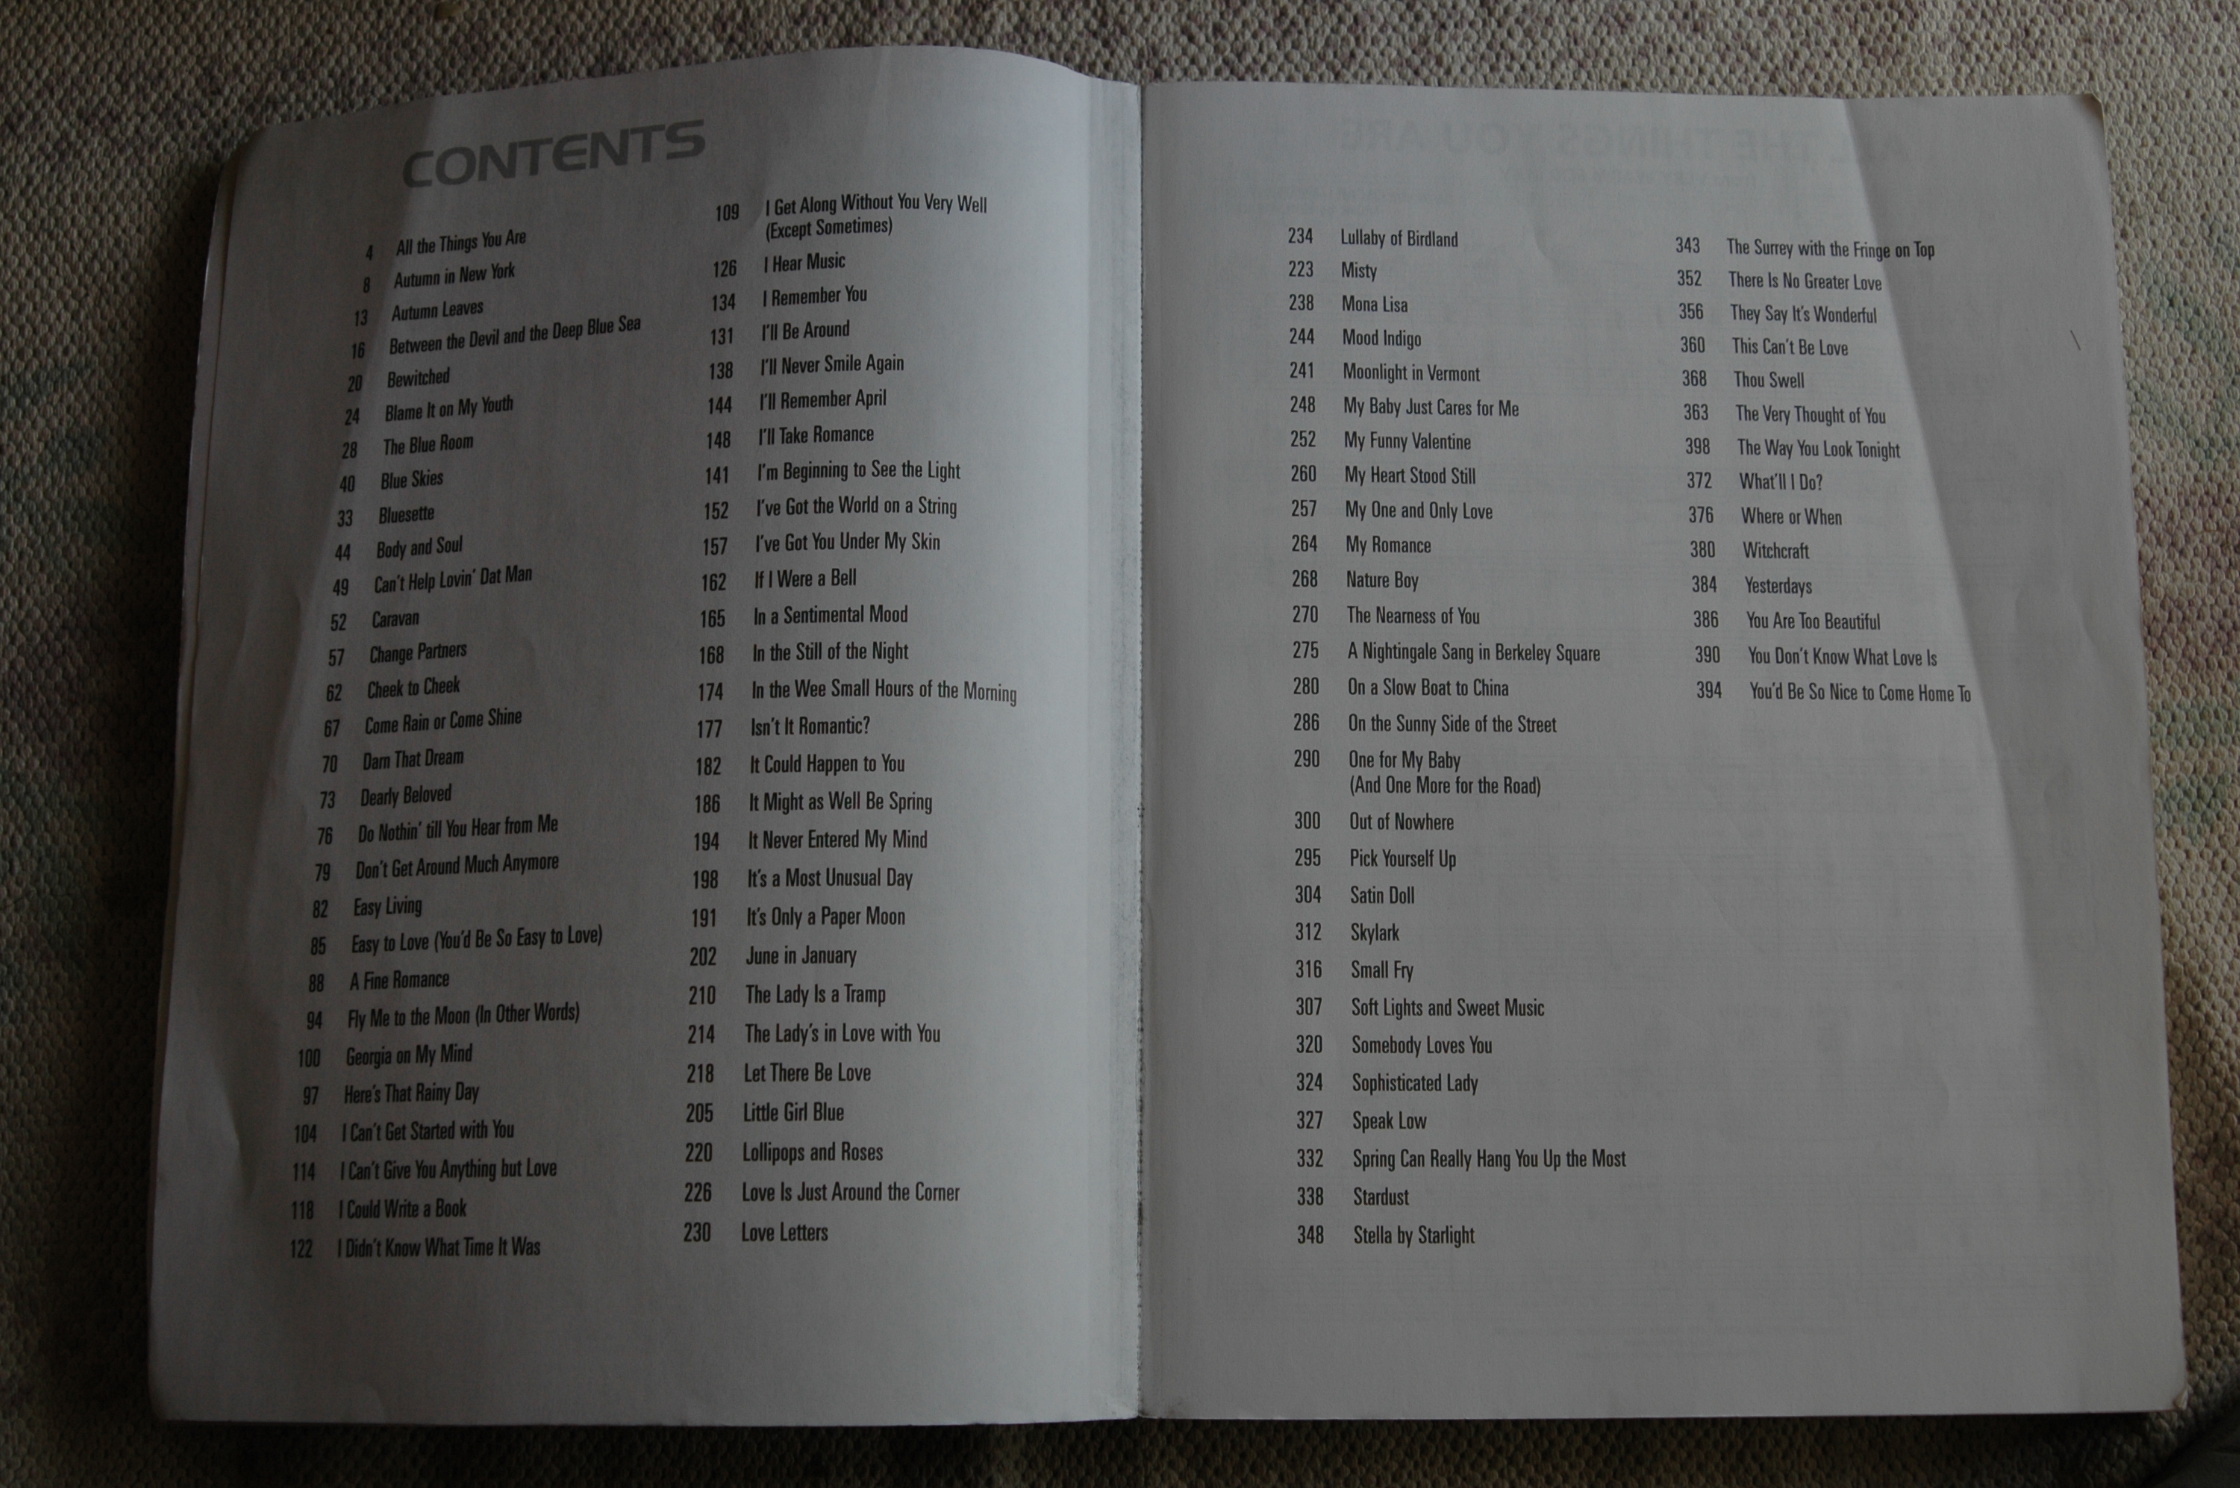 CONTENTS
4 All the Things You Are
8 Autumn in New York
13 Autumn Leaves
16 Between the Devil and the Deep Blue Sea
20 Bewitched
24 Blame It on My Youth
28 The Blue Room
40 Blue Skies
33 Bluesette
44 Body and Soul
49 Can't Help Lovin' Dat Man
52 Caravan
57 Change Partners
62 Cheek to Cheek
67 Come Rain or Come Shine
70 Darn That Dream
73 Dearly Beloved
76 Do Nothin' till You Hear from Me
79 Don't Get Around Much Anymore
82 Easy Living
85 Easy to Love (You'd Be So Easy to Love)
88 A Fine Romance
94 Fly Me to the Moon (In Other Words)
100 Georgia on My Mind
97 Here's That Rainy Day
104 I Can't Get Started with You
114 I Can't Give You Anything but Love
118 I Could Write a Book
122 I Didn't Know What Time It Was
109 I Get Along Without You Very Well
(Except Sometimes)
126 I Hear Music
134 I Remember You
131 I'll Be Around
138 I'll Never Smile Again
144 I'll Remember April
148 I'll Take Romance
141 I'm Beginning to See the Light
152 I've Got the World on a String
157 I've Got You Under My Skin
162 If I Were a Bell
165 In a Sentimental Mood
168 In the Still of the Night
174 In the Wee Small Hours of the Morning
177 Isn't It Romantic?
182 It Could Happen to You
186 It Might as Well Be Spring
194 It Never Entered My Mind
198 It's a Most Unusual Day
191 It's Only a Paper Moon
202 June in January
210 The Lady Is a Tramp
214 The Lady's in Love with You
218 Let There Be Love
205 Little Girl Blue
220 Lollipops and Roses
226 Love Is Just Around the Corner
230 Love Letters
234 Lullaby of Birdland
223 Misty
238 Mona Lisa
244 Mood Indigo
241 Moonlight in Vermont
248 My Baby Just Cares for Me
252 My Funny Valentine
260 My Heart Stood Still
257 My One and Only Love
264 My Romance
268 Nature Boy
270 The Nearness of You
275 A Nightingale Sang in Berkeley Square
280 On a Slow Boat to China
286 On the Sunny Side of the Street
290 One for My Baby
(And One More for the Road)
300 Out of Nowhere
295 Pick Yourself Up
304 Satin Doll
312 Skylark
316 Small Fry
307 Soft Lights and Sweet Music
320 Somebody Loves You
324 Sophisticated Lady
327 Speak Low
332 Spring Can Really Hang You Up the Most
338 Stardust
348 Stella by Starlight
343 The Surrey with the Fringe on Top
352 There Is No Greater Love
356 They Say It's Wonderful
360 This Can't Be Love
368 Thou Swell
363 The Very Thought of You
398 The Way You Look Tonight
372 What'll I Do?
376 Where or When
380 Witchcraft
384 Yesterdays
386 You Are Too Beautiful
390 You Don't Know What Love Is
394 You'd Be So Nice to Come Home To